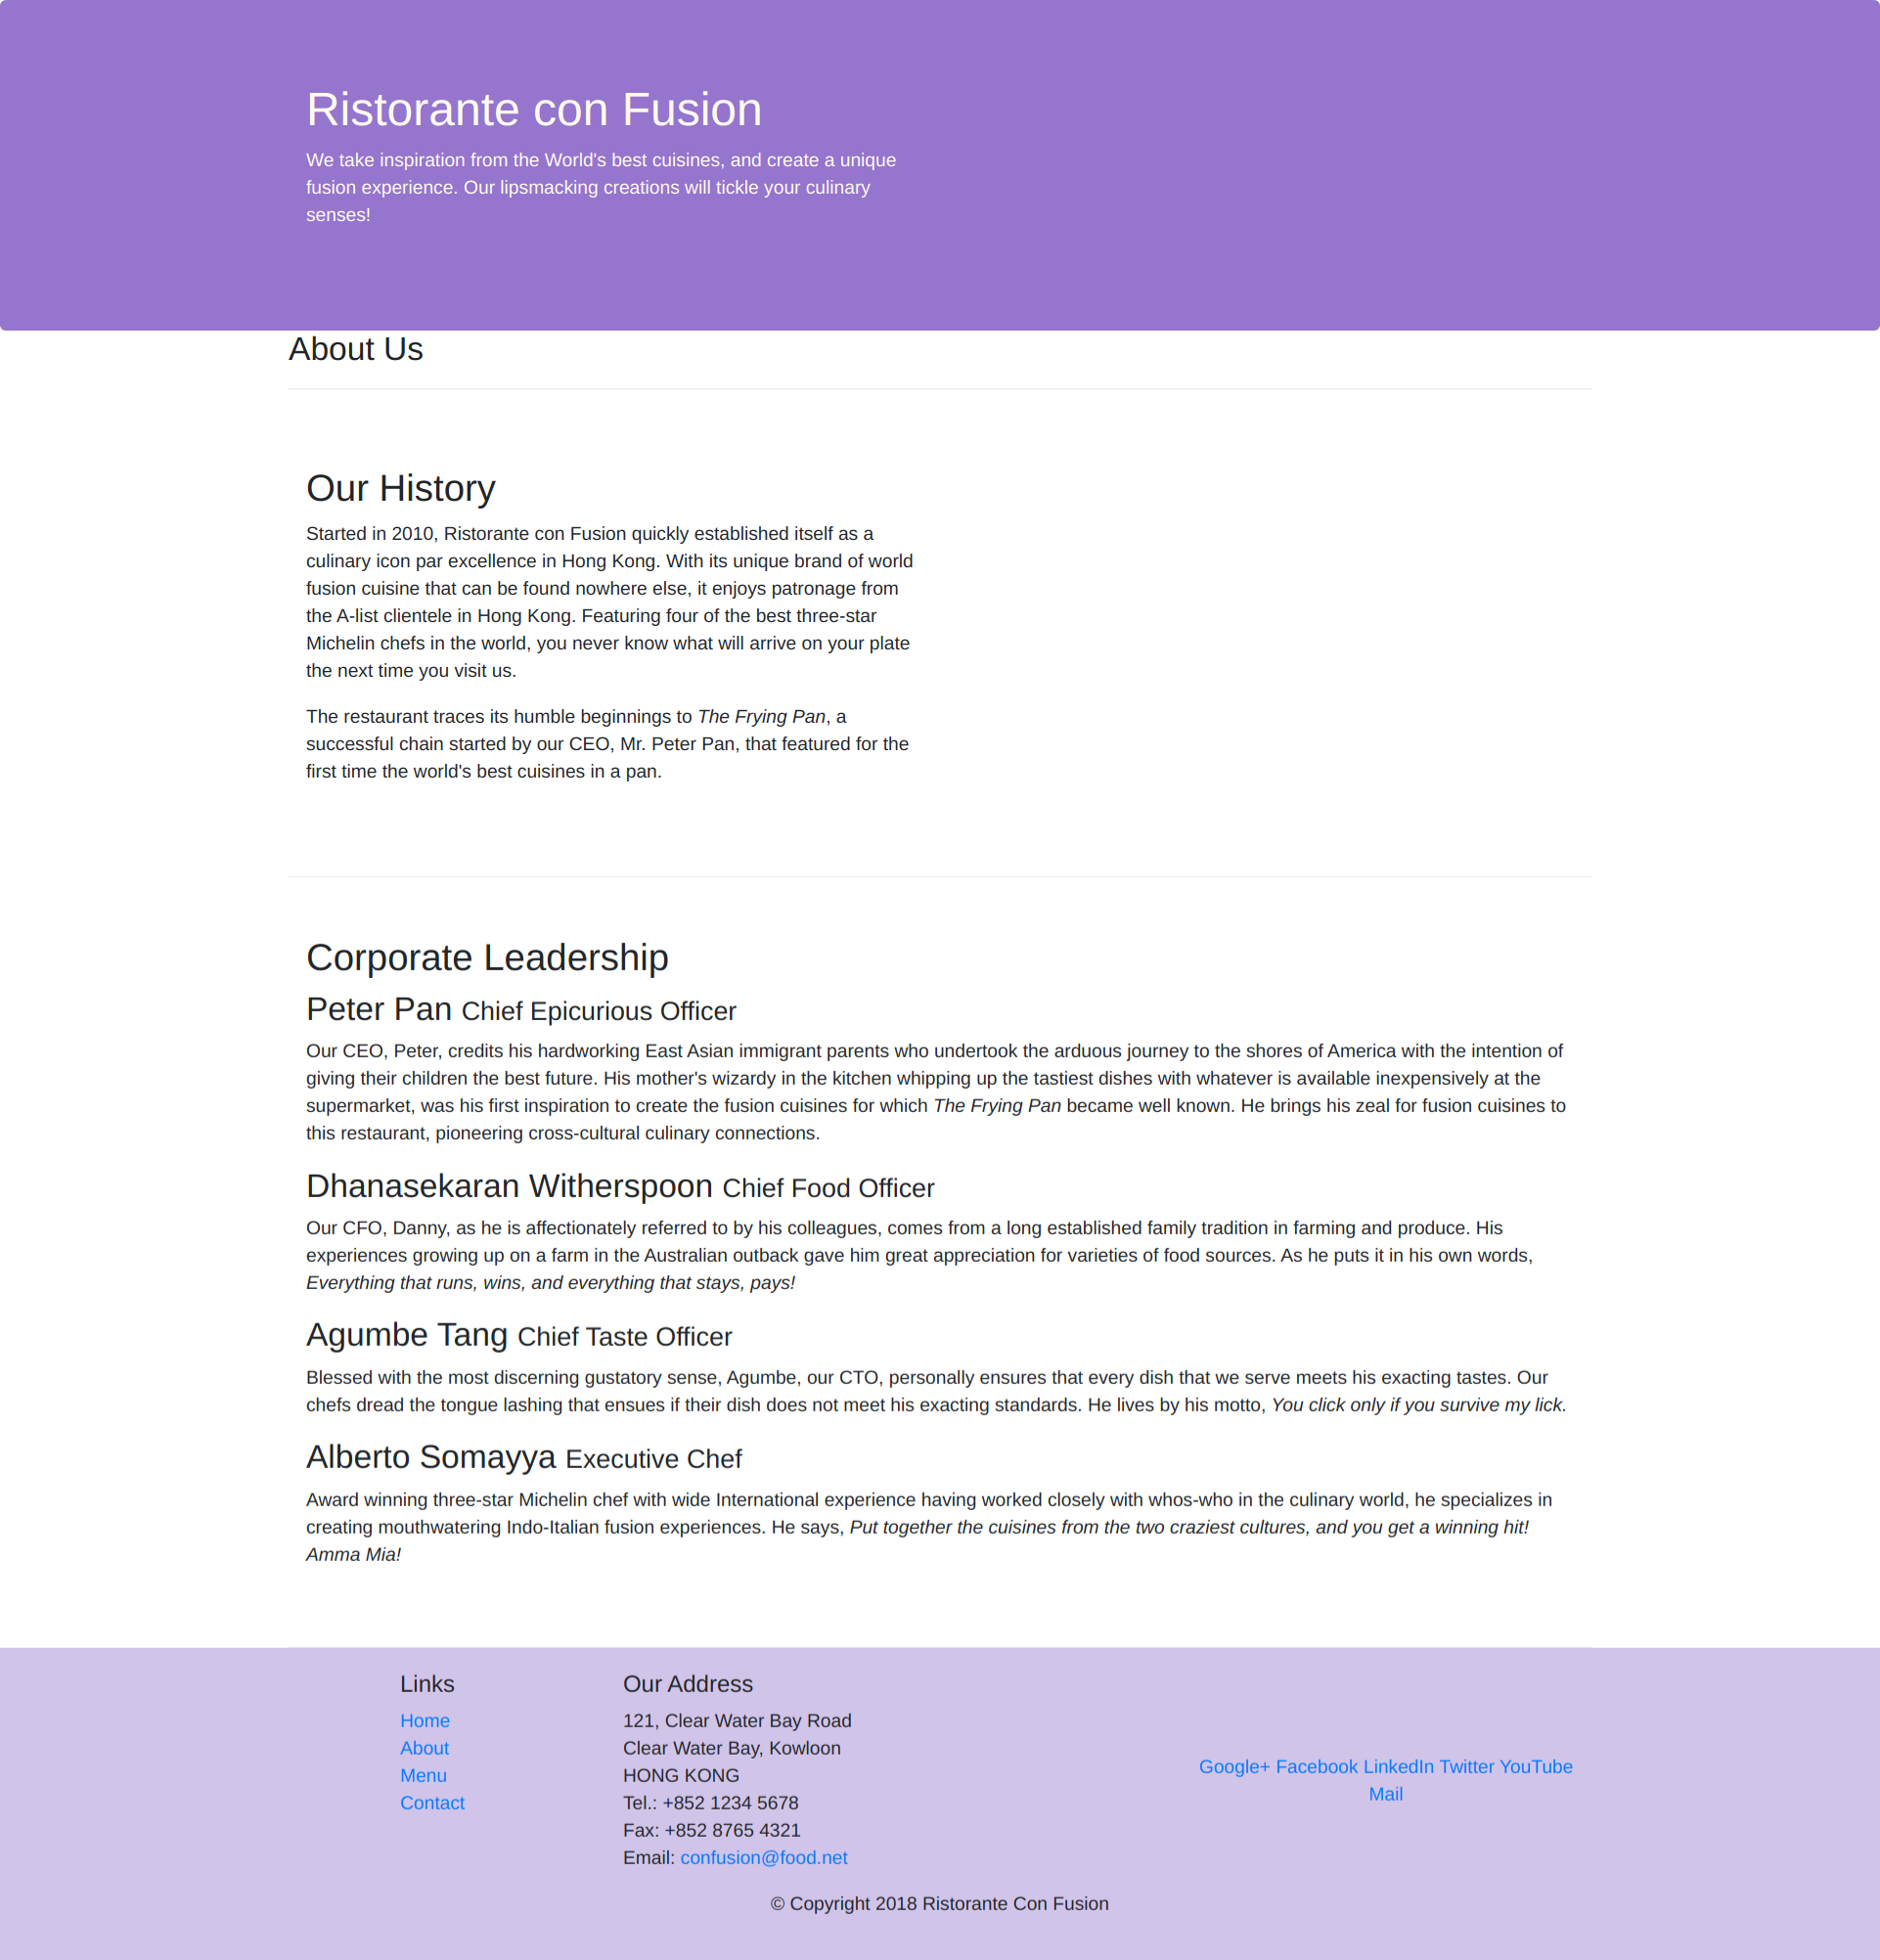 Ristorante con Fusion
We take inspiration from the World's best cuisines, and create a unique
fusion experience. Our lipsmacking creations will tickle your culinary
senses!
About Us
Our History
Started in 2010, Ristorante con Fusion quickly established itself as a
culinary icon par excellence in Hong Kong. With its unique brand of world
fusion cuisine that can be found nowhere else, it enjoys patronage from
the A-list clientele in Hong Kong. Featuring four of the best three-star
Michelin chefs in the world, you never know what will arrive on your plate
the next time you visit us.
The restaurant traces its humble beginnings to The Frying Pan, a
successful chain started by our CEO, Mr. Peter Pan, that featured for the
first time the world's best cuisines in a pan.
Corporate Leadership
Peter Pan Chief Epicurious Officer
Our CEO, Peter, credits his hardworking East Asian immigrant parents who undertook the arduous journey to the shores of America with the intention of
giving their children the best future. His mother's wizardy in the kitchen whipping up the tastiest dishes with whatever is available inexpensively at the
supermarket, was his first inspiration to create the fusion cuisines for which The Frying Pan became well known. He brings his zeal for fusion cuisines to
this restaurant, pioneering cross-cultural culinary connections.
Dhanasekaran Witherspoon Chief Food Officer
Our CFO, Danny, as he is affectionately referred to by his colleagues, comes from a long established family tradition in farming and produce. His
experiences growing up on a farm in the Australian outback gave him great appreciation for varieties of food sources. As he puts it in his own words,
Everything that runs, wins, and everything that stays, pays!
Agumbe Tang Chief Taste Officer
Blessed with the most discerning gustatory sense, Agumbe, our CTO, personally ensures that every dish that we serve meets his exacting tastes. Our
chefs dread the tongue lashing that ensues if their dish does not meet his exacting standards. He lives by his motto, You click only if you survive my lick.
Alberto Somayya Executive Chef
Award winning three-star Michelin chef with wide International experience having worked closely with whos-who in the culinary world, he specializes in
creating mouthwatering Indo-Italian fusion experiences. He says, Put together the cuisines from the two craziest cultures, and you get a winning hit!
Amma Mia!
Links
Home
About
Menu
Contact
Our Address
121, Clear Water Bay Road
Clear Water Bay, Kowloon
HONG KONG
Tel.: +852 1234 5678
Fax: +852 8765 4321
Email: confusion@food.net
Google+ Facebook LinkedIn Twitter YouTube
Mail
© Copyright 2018 Ristorante Con Fusion